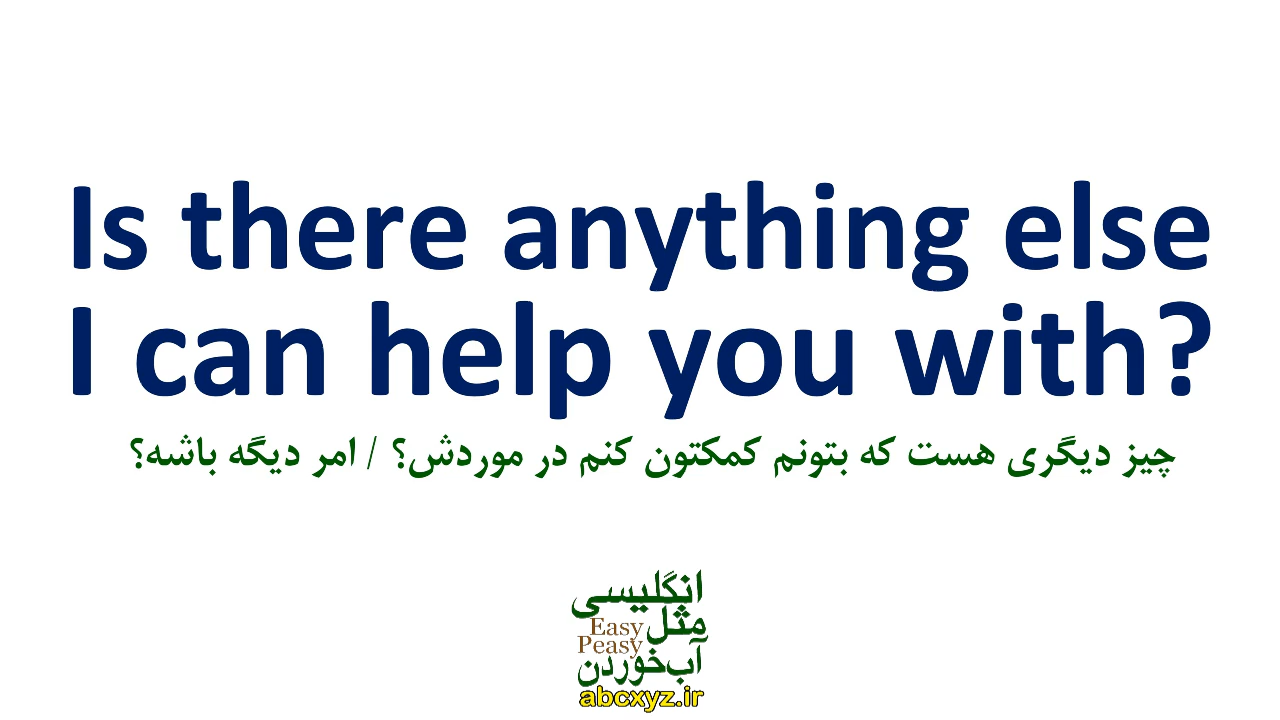 Is there anything else
I can help you with?
چیز دیگری هست که بتونم کمکتون کنم در موردش؟ / امر دیگه باشه؟
انگلیسی
مثل
Easy
Peasy
آب‌خوردن
abcxyz.ir